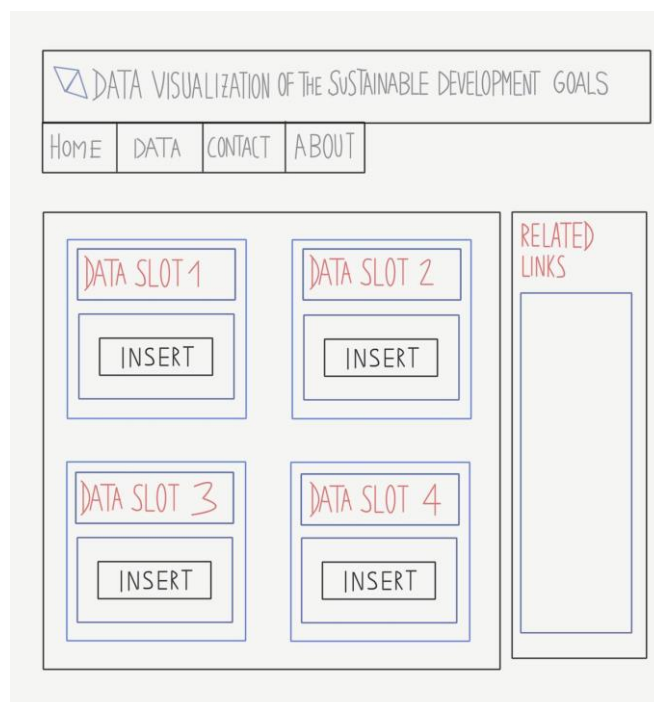 DATA VISUALIZATION OF THE SUSTAINABLE DEVELOPMENT GOALS
HOME DATA CONTACT ABOUT
DATA SLOT 1
INSERT
DATA SLOT 2
INSERT
DATA SLOT 3
INSERT
DATA SLOT 4
INSERT
RELATED
LINKS